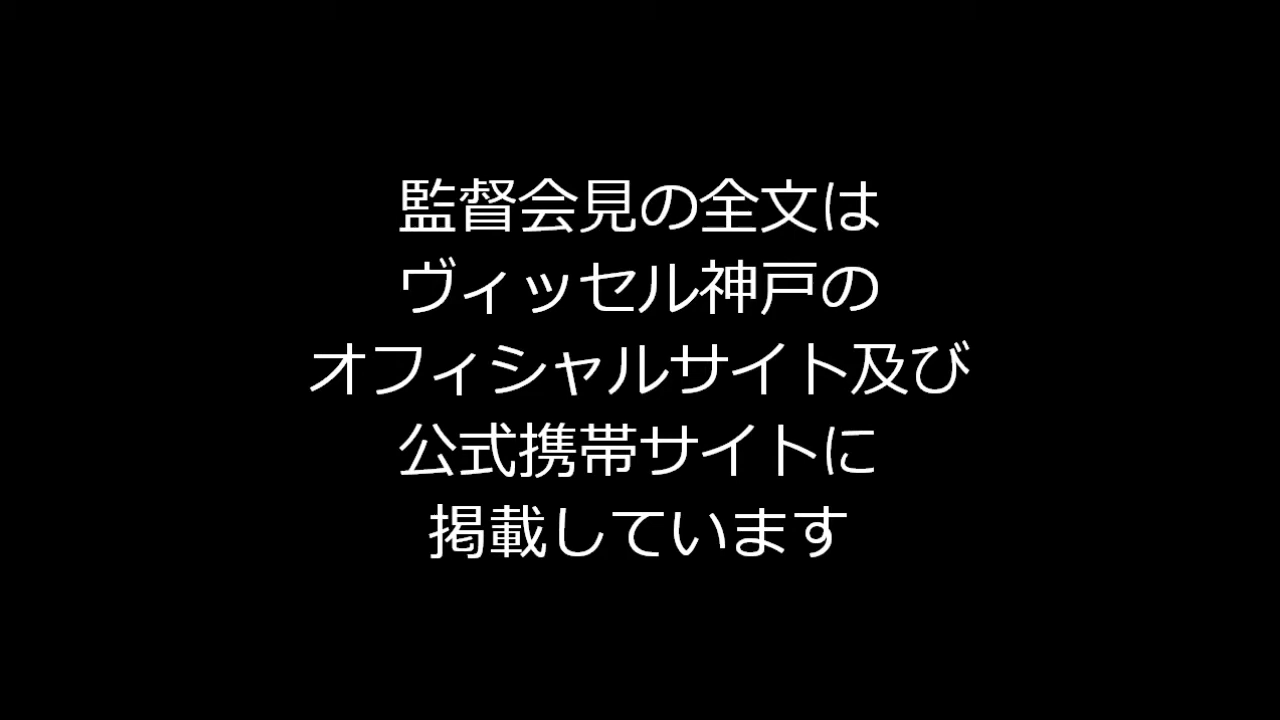 監督会見の全文は
ヴィッセル神戸の
オフィシャルサイト及び
公式携帯サイトに
掲載しています